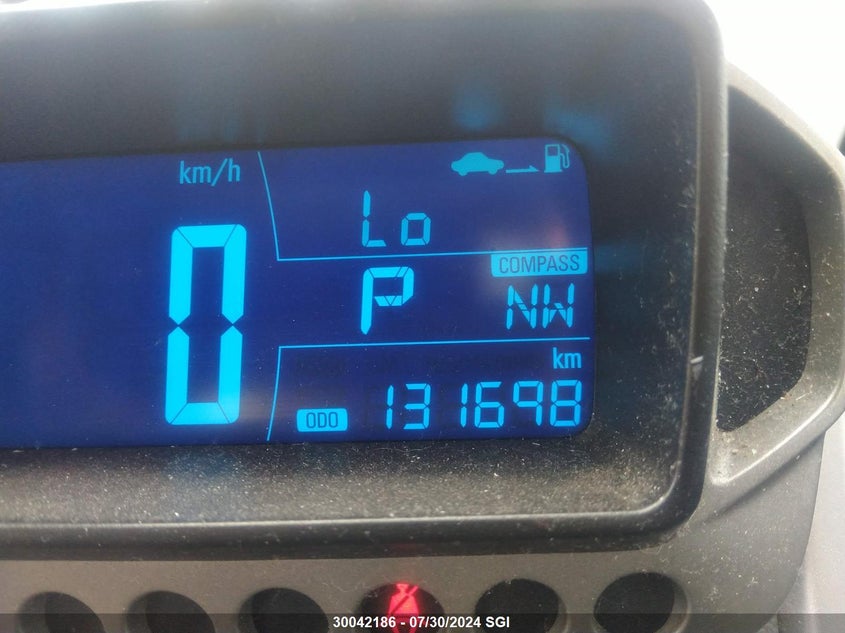 km/h
Lo
COMPASS
0
P
NW
km
ODO
131698
30042186 - 07/30/2024 SGI